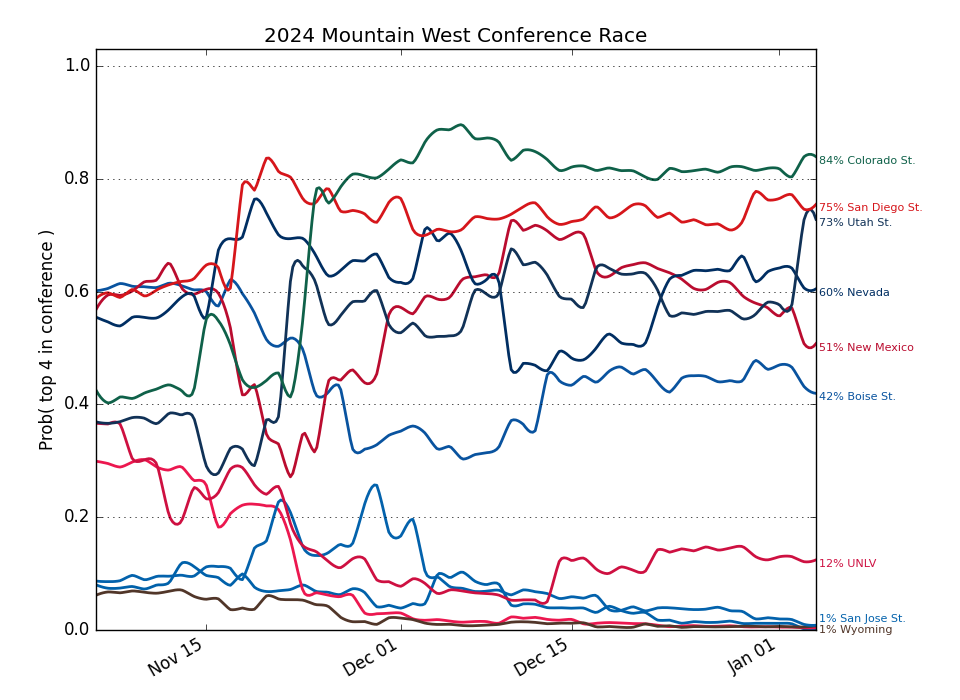 2024 Mountain West Conference Race
Prob( top 4 in conference )
1.0
0.8
0.6
0.4
0.2
0.0
Nov 15
Dec 01
Dec 15
Jan 01
84% Colorado St.
75% San Diego St.
73% Utah St.
60% Nevada
51% New Mexico
42% Boise St.
12% UNLV
1% San Jose St.
1% Wyoming